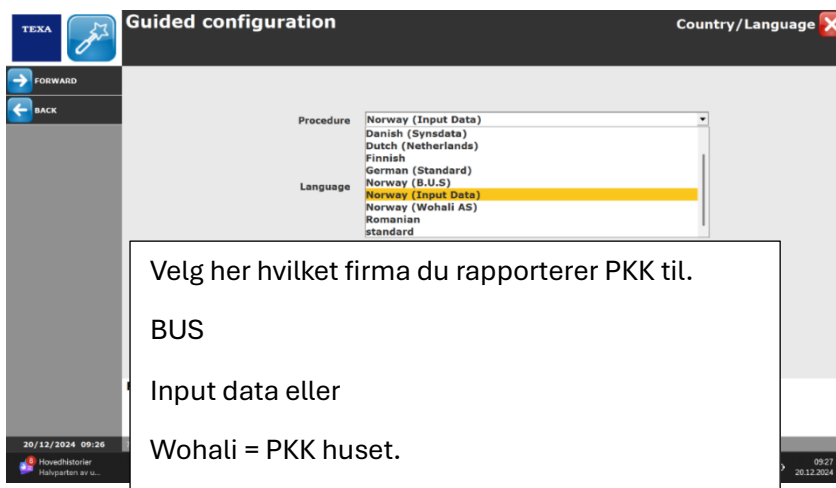 TEXA
Guided configuration
Country/Language
FORWARD
BACK
Procedure
Norway (Input Data)
Danish (Synsdata)
Dutch (Netherlands)
Finnish
German (Standard)
Language
Norway (B.U.S)
Norway (Input Data)
Norway (Wohali AS)
Romanian
standard
Velg her hvilket firma du rapporterer PKK til.
BUS
Input data eller
Wohali = PKK huset.
20/12/2024 09:26
8
Hovedhistorier
Halvparten av u...
09:27
20.12.2024